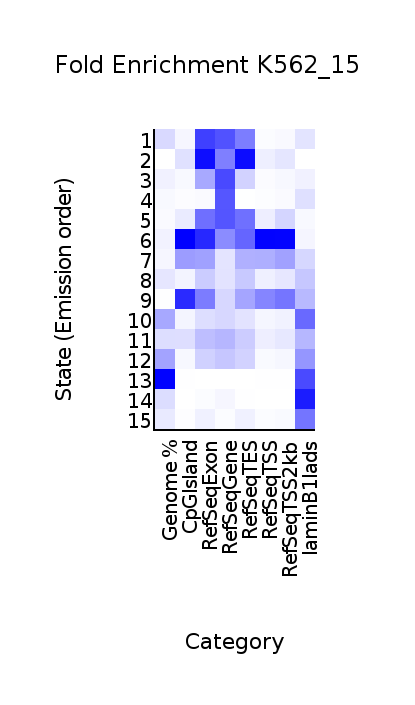 Fold Enrichment K562_15
State (Emission order)
1
2
3
4
5
6
7
8
9
10
11
12
13
14
15
Genome %
CpGIsland
RefSeqExon
RefSeqGene
RefSeqTES
RefSeqTSS
RefSeqTSS2kb
laminB1lads
Category